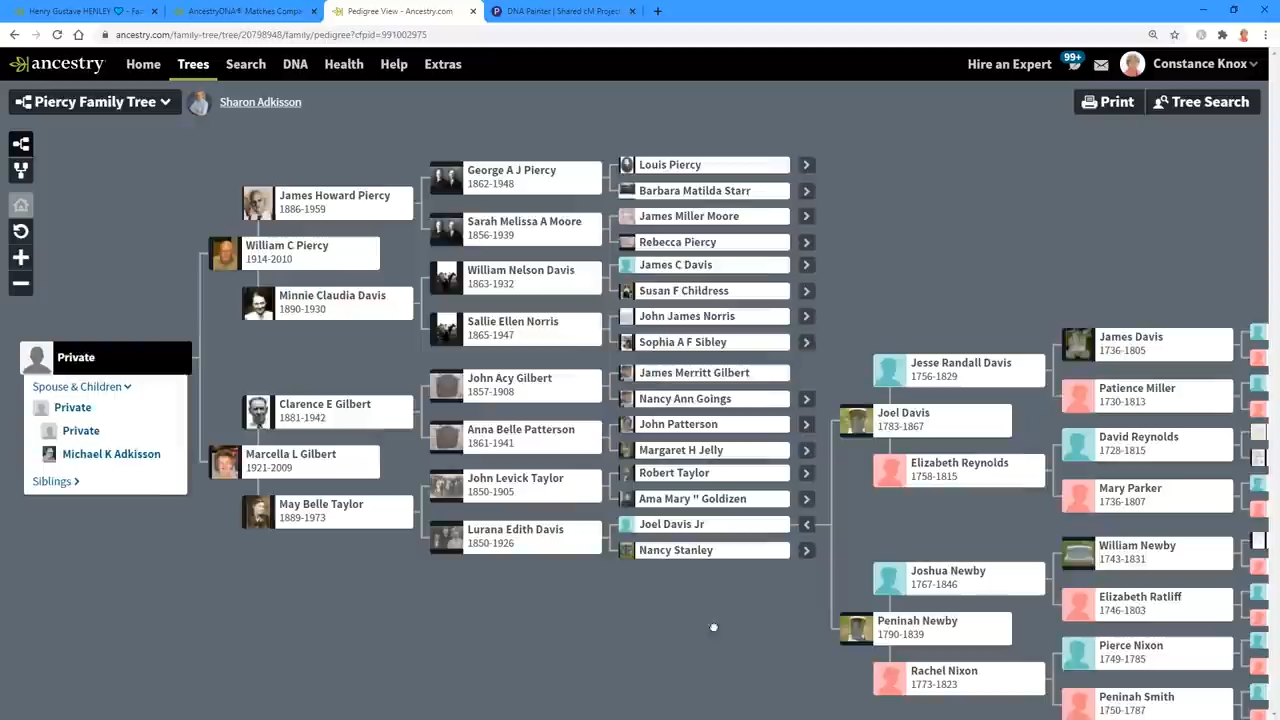 Henry Gustave HENLEY 💙 - Fa
AncestryDNA® Matches Compa
Pedigree View - Ancestry.com
DNA Painter | Shared cM Project
ancestry.com/family-tree/tree/20798948/family/pedigree?cfpid=991002975
ancestry
Home
Trees
Search
DNA
Health
Help
Extras
Hire an Expert
99+
Constance Knox
Piercy Family Tree
Sharon Adkisson
Print
Tree Search
Private
Spouse & Children
Private
Private
Michael K Adkisson
Siblings
James Howard Piercy
1886-1959
William C Piercy
1914-2010
Minnie Claudia Davis
1890-1930
Clarence E Gilbert
1881-1942
Marcella L Gilbert
1921-2009
May Belle Taylor
1889-1973
George A J Piercy
1862-1948
Sarah Melissa A Moore
1856-1939
William Nelson Davis
1863-1932
Sallie Ellen Norris
1865-1947
John Acy Gilbert
1857-1908
Anna Belle Patterson
1861-1941
John Levick Taylor
1850-1905
Lurana Edith Davis
1850-1926
Louis Piercy
Barbara Matilda Starr
James Miller Moore
Rebecca Piercy
James C Davis
Susan F Childress
John James Norris
Sophia A F Sibley
James Merritt Gilbert
Nancy Ann Goings
John Patterson
Margaret H Jelly
Robert Taylor
Ama Mary " Goldizen
Joel Davis Jr
Nancy Stanley
Jesse Randall Davis
1756-1829
Joel Davis
1783-1867
Elizabeth Reynolds
1758-1815
Joshua Newby
1767-1846
Peninah Newby
1790-1839
Rachel Nixon
1773-1823
James Davis
1736-1805
Patience Miller
1730-1813
David Reynolds
1728-1815
Mary Parker
1736-1807
William Newby
1743-1831
Elizabeth Ratliff
1746-1803
Pierce Nixon
1749-1785
Peninah Smith
1750-1787